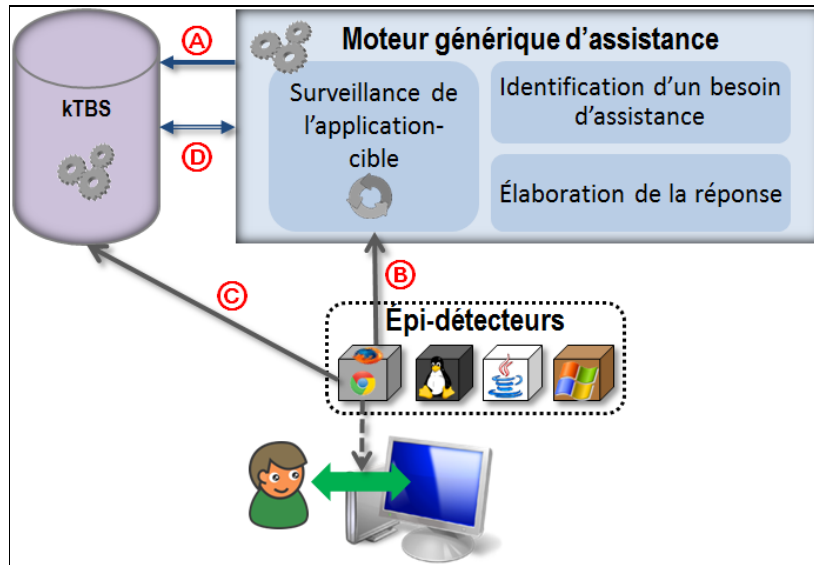 Moteur générique d'assistance
A
kTBS
Surveillance de
l'application-
cible
Identification d'un besoin
d'assistance
D
Élaboration de la réponse
B
C
Épi-détecteurs